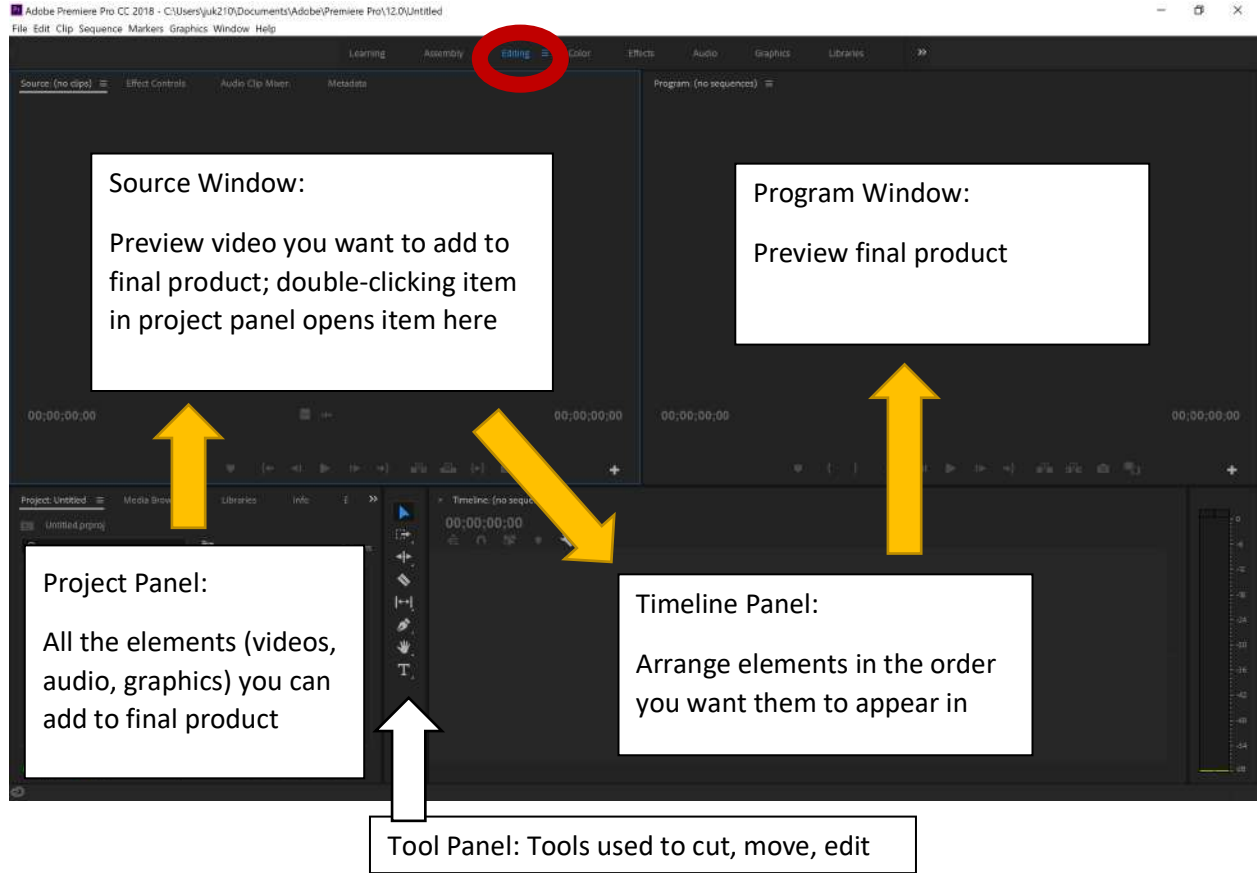 Adobe Premiere Pro CC 2018 - C:\Users\juk210\Documents\Adobe\Premiere Pro\12.0\Untitled
File Edit Clip Sequence Markers Graphics Window Help
Learning Assembly Editing Color Effects Audio Graphics Libraries
Source: (no clips) Effect Controls Audio Clip Mixer: Metadata
Program: (no sequences)
Source Window:
Preview video you want to add to
final product; double-clicking item
in project panel opens item here
Program Window:
Preview final product
00;00;00;00 00;00;00;00
00;00;00;00 00;00;00;00
Project: Untitled Media Brow Libraries Info
Untitled.prproj
Timeline: (no seque
00;00;00;00
Project Panel:
All the elements (videos,
audio, graphics) you can
add to final product
Timeline Panel:
Arrange elements in the order
you want them to appear in
Tool Panel: Tools used to cut, move, edit